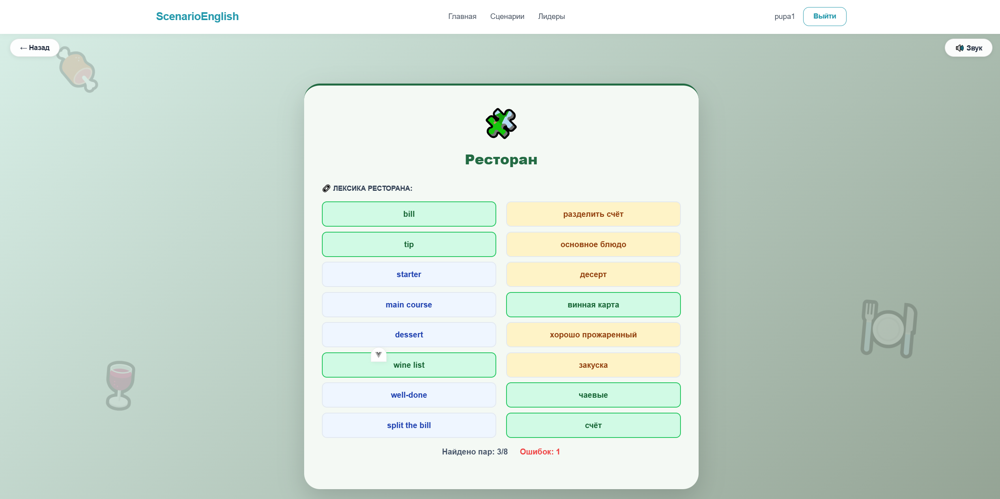 ScenarioEnglish
Главная Сценарии Лидеры
pupa1 Выйти
← Назад
Звук
Ресторан
ЛЕКСИКА РЕСТОРАНА:
bill
разделить счёт
tip
основное блюдо
starter
десерт
main course
винная карта
dessert
хорошо прожаренный
wine list
закуска
well-done
чаевые
split the bill
счёт
Найдено пар: 3/8 Ошибок: 1